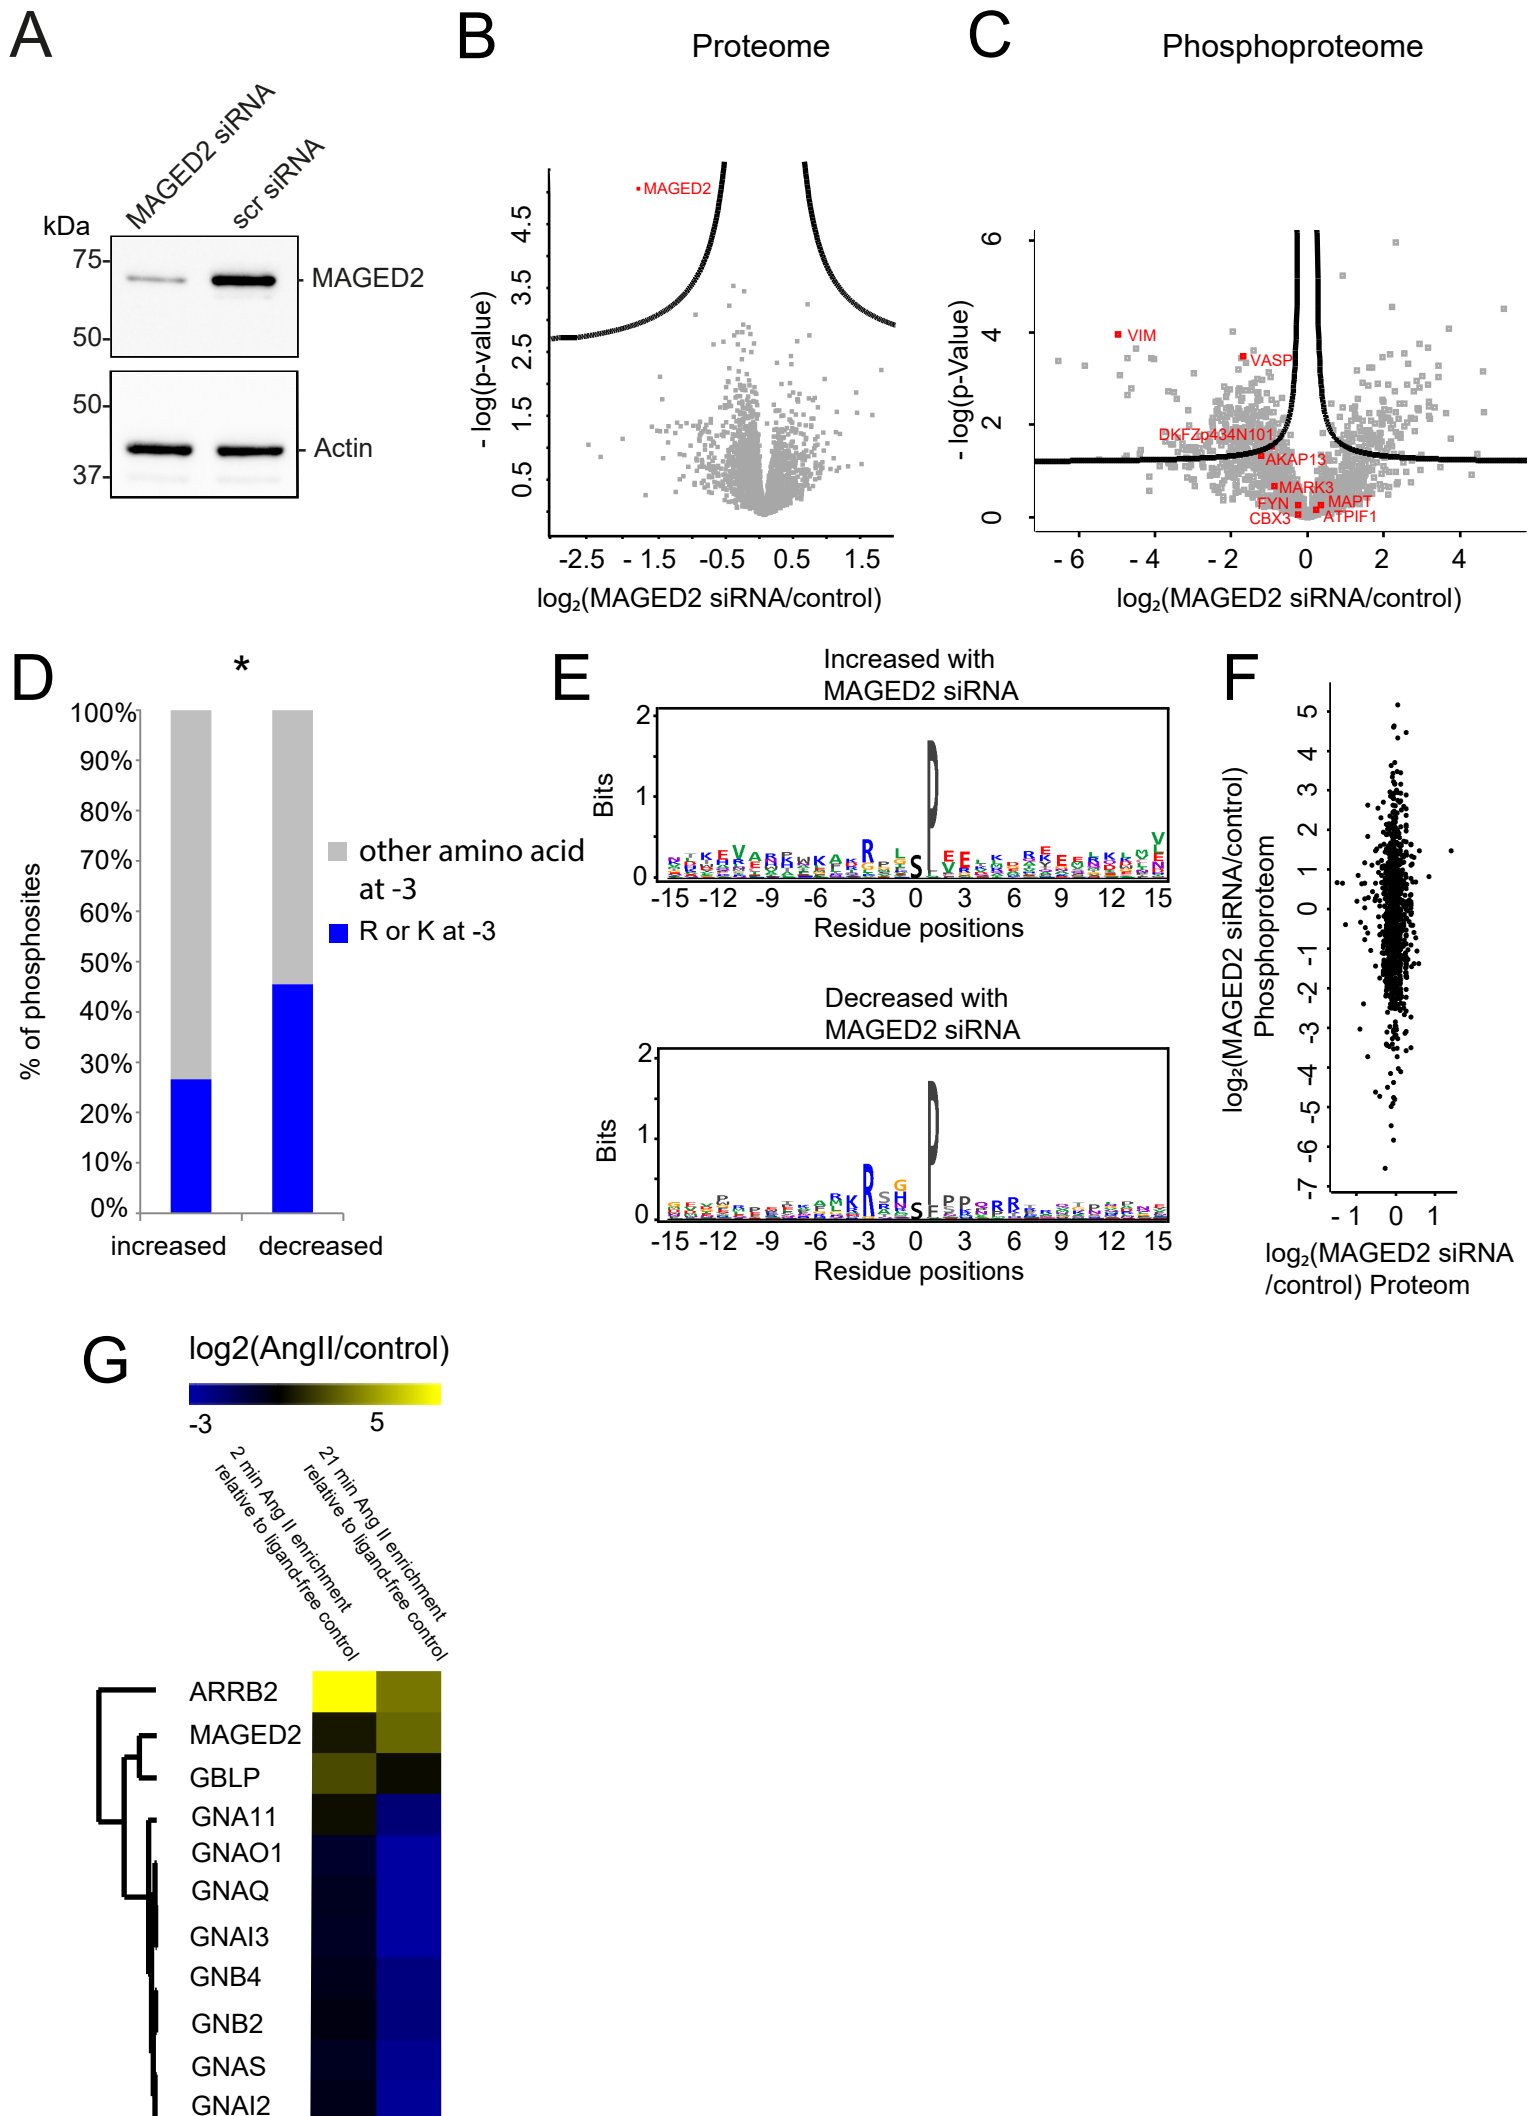 A
MAGED2 siRNA
scr siRNA
kDa
75
50
MAGED2
50
37
Actin
B
Proteome
MAGED2
- log(p-value)
4.5
3.5
2.5
1.5
0.5
-2.5 - 1.5 -0.5 0.5 1.5
log₂(MAGED2 siRNA/control)
C
Phosphoproteome
- log(p-Value)
6
4
2
0
VIM
VASP
DKFZp434N101
AKAP13
MARK3
FYN
MAPT
CBX3
ATPIF1
- 6 - 4 - 2 0 2 4
log₂(MAGED2 siRNA/control)
D
*
% of phosphosites
100%
90%
80%
70%
60%
50%
40%
30%
20%
10%
0%
increased decreased
other amino acid
at -3
R or K at -3
E
Increased with
MAGED2 siRNA
Bits
2
1
0
-15 -12 -9 -6 -3 0 3 6 9 12 15
Residue positions
Decreased with
MAGED2 siRNA
Bits
2
1
0
-15 -12 -9 -6 -3 0 3 6 9 12 15
Residue positions
F
log₂(MAGED2 siRNA/control)
Phosphoproteom
5
4
3
2
1
0
-1
-2
-3
-4
-5
-6
-7
- 1 0 1
log₂(MAGED2 siRNA
/control) Proteom
G
log2(AngII/control)
-3 5
2 min Ang II enrichment
relative to ligand-free control
21 min Ang II enrichment
relative to ligand-free control
ARRB2
MAGED2
GBLP
GNA11
GNAO1
GNAQ
GNAI3
GNB4
GNB2
GNAS
GNAI2